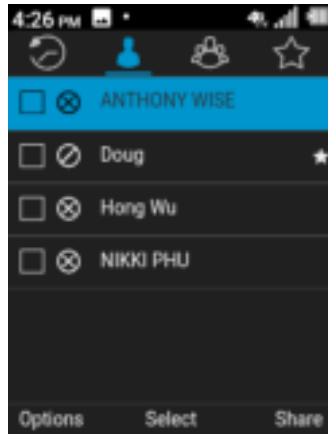 4:26 PM
ANTHONY WISE
Doug
Hong Wu
NIKKI PHU
Options Select Share